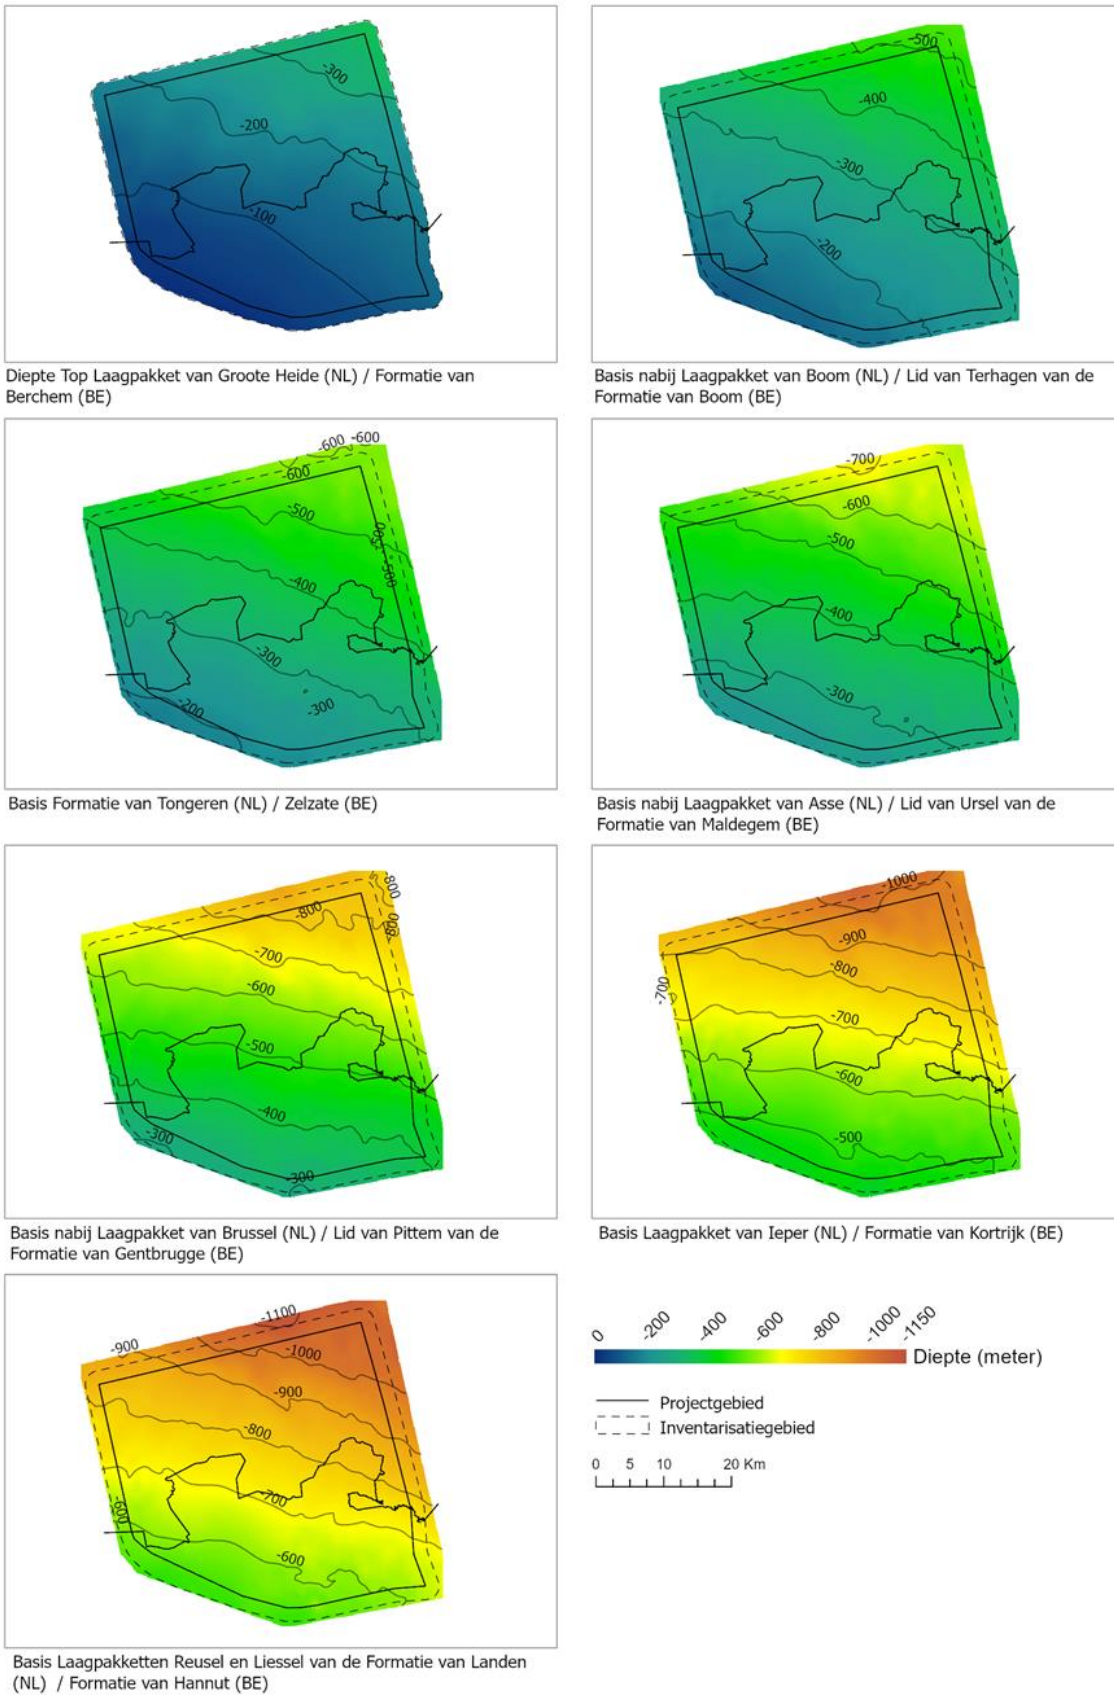 -300
-200
-100
Diepte Top Laagpakket van Groote Heide (NL) / Formatie van
Berchem (BE)
-500
-400
-300
-200
Basis nabij Laagpakket van Boom (NL) / Lid van Terhagen van de
Formatie van Boom (BE)
-600 -600
-600
-500
-500
-500
-400
-300
-200
-300
Basis Formatie van Tongeren (NL) / Zelzate (BE)
-700
-600
-500
-400
-300
Basis nabij Laagpakket van Asse (NL) / Lid van Ursel van de
Formatie van Maldegem (BE)
-800
-800
-800
-700
-600
-500
-400
-300
-300
Basis nabij Laagpakket van Brussel (NL) / Lid van Pittem van de
Formatie van Gentbrugge (BE)
-1000
-900
-800
-700
-700
-600
-500
Basis Laagpakket van Ieper (NL) / Formatie van Kortrijk (BE)
-1100
-900
-1000
-900
-800
-700
-600
-600
Basis Laagpakketten Reusel en Liessel van de Formatie van Landen
(NL) / Formatie van Hannut (BE)
0 -200 -400 -600 -800 -1000 -1150
Diepte (meter)
Projectgebied
Inventarisatiegebied
0 5 10 20 Km